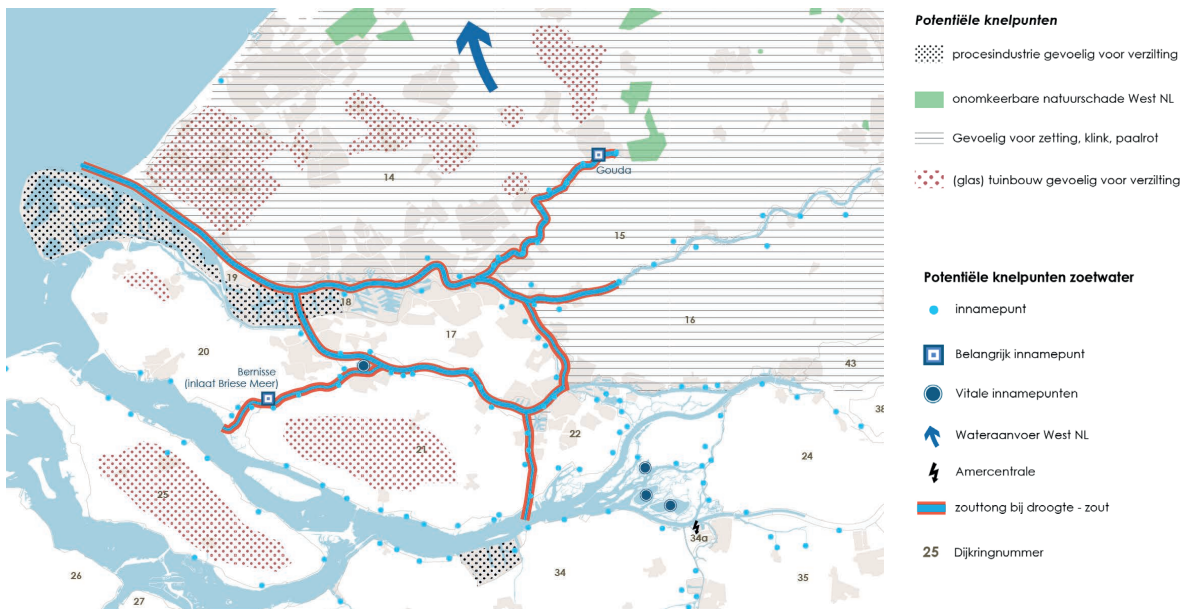 Potentiële knelpunten
procesindustrie gevoelig voor verzilting
onomkeerbare natuurschade West NL
Gevoelig voor zetting, klink, paalrot
(glas) tuinbouw gevoelig voor verzilting
Potentiële knelpunten zoetwater
innamepunt
Belangrijk innamepunt
Vitale innamepunten
Wateraanvoer West NL
Amercentrale
zouttong bij droogte - zout
25 Dijkringnummer
14
Gouda
15
19
18
16
17
20
Bernisse
(inlaat Briese Meer)
43
38
22
21
24
25
34a
34
35
26
27